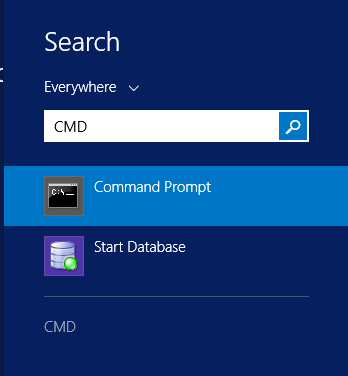 Search
Everywhere
CMD
Command Prompt
Start Database
CMD